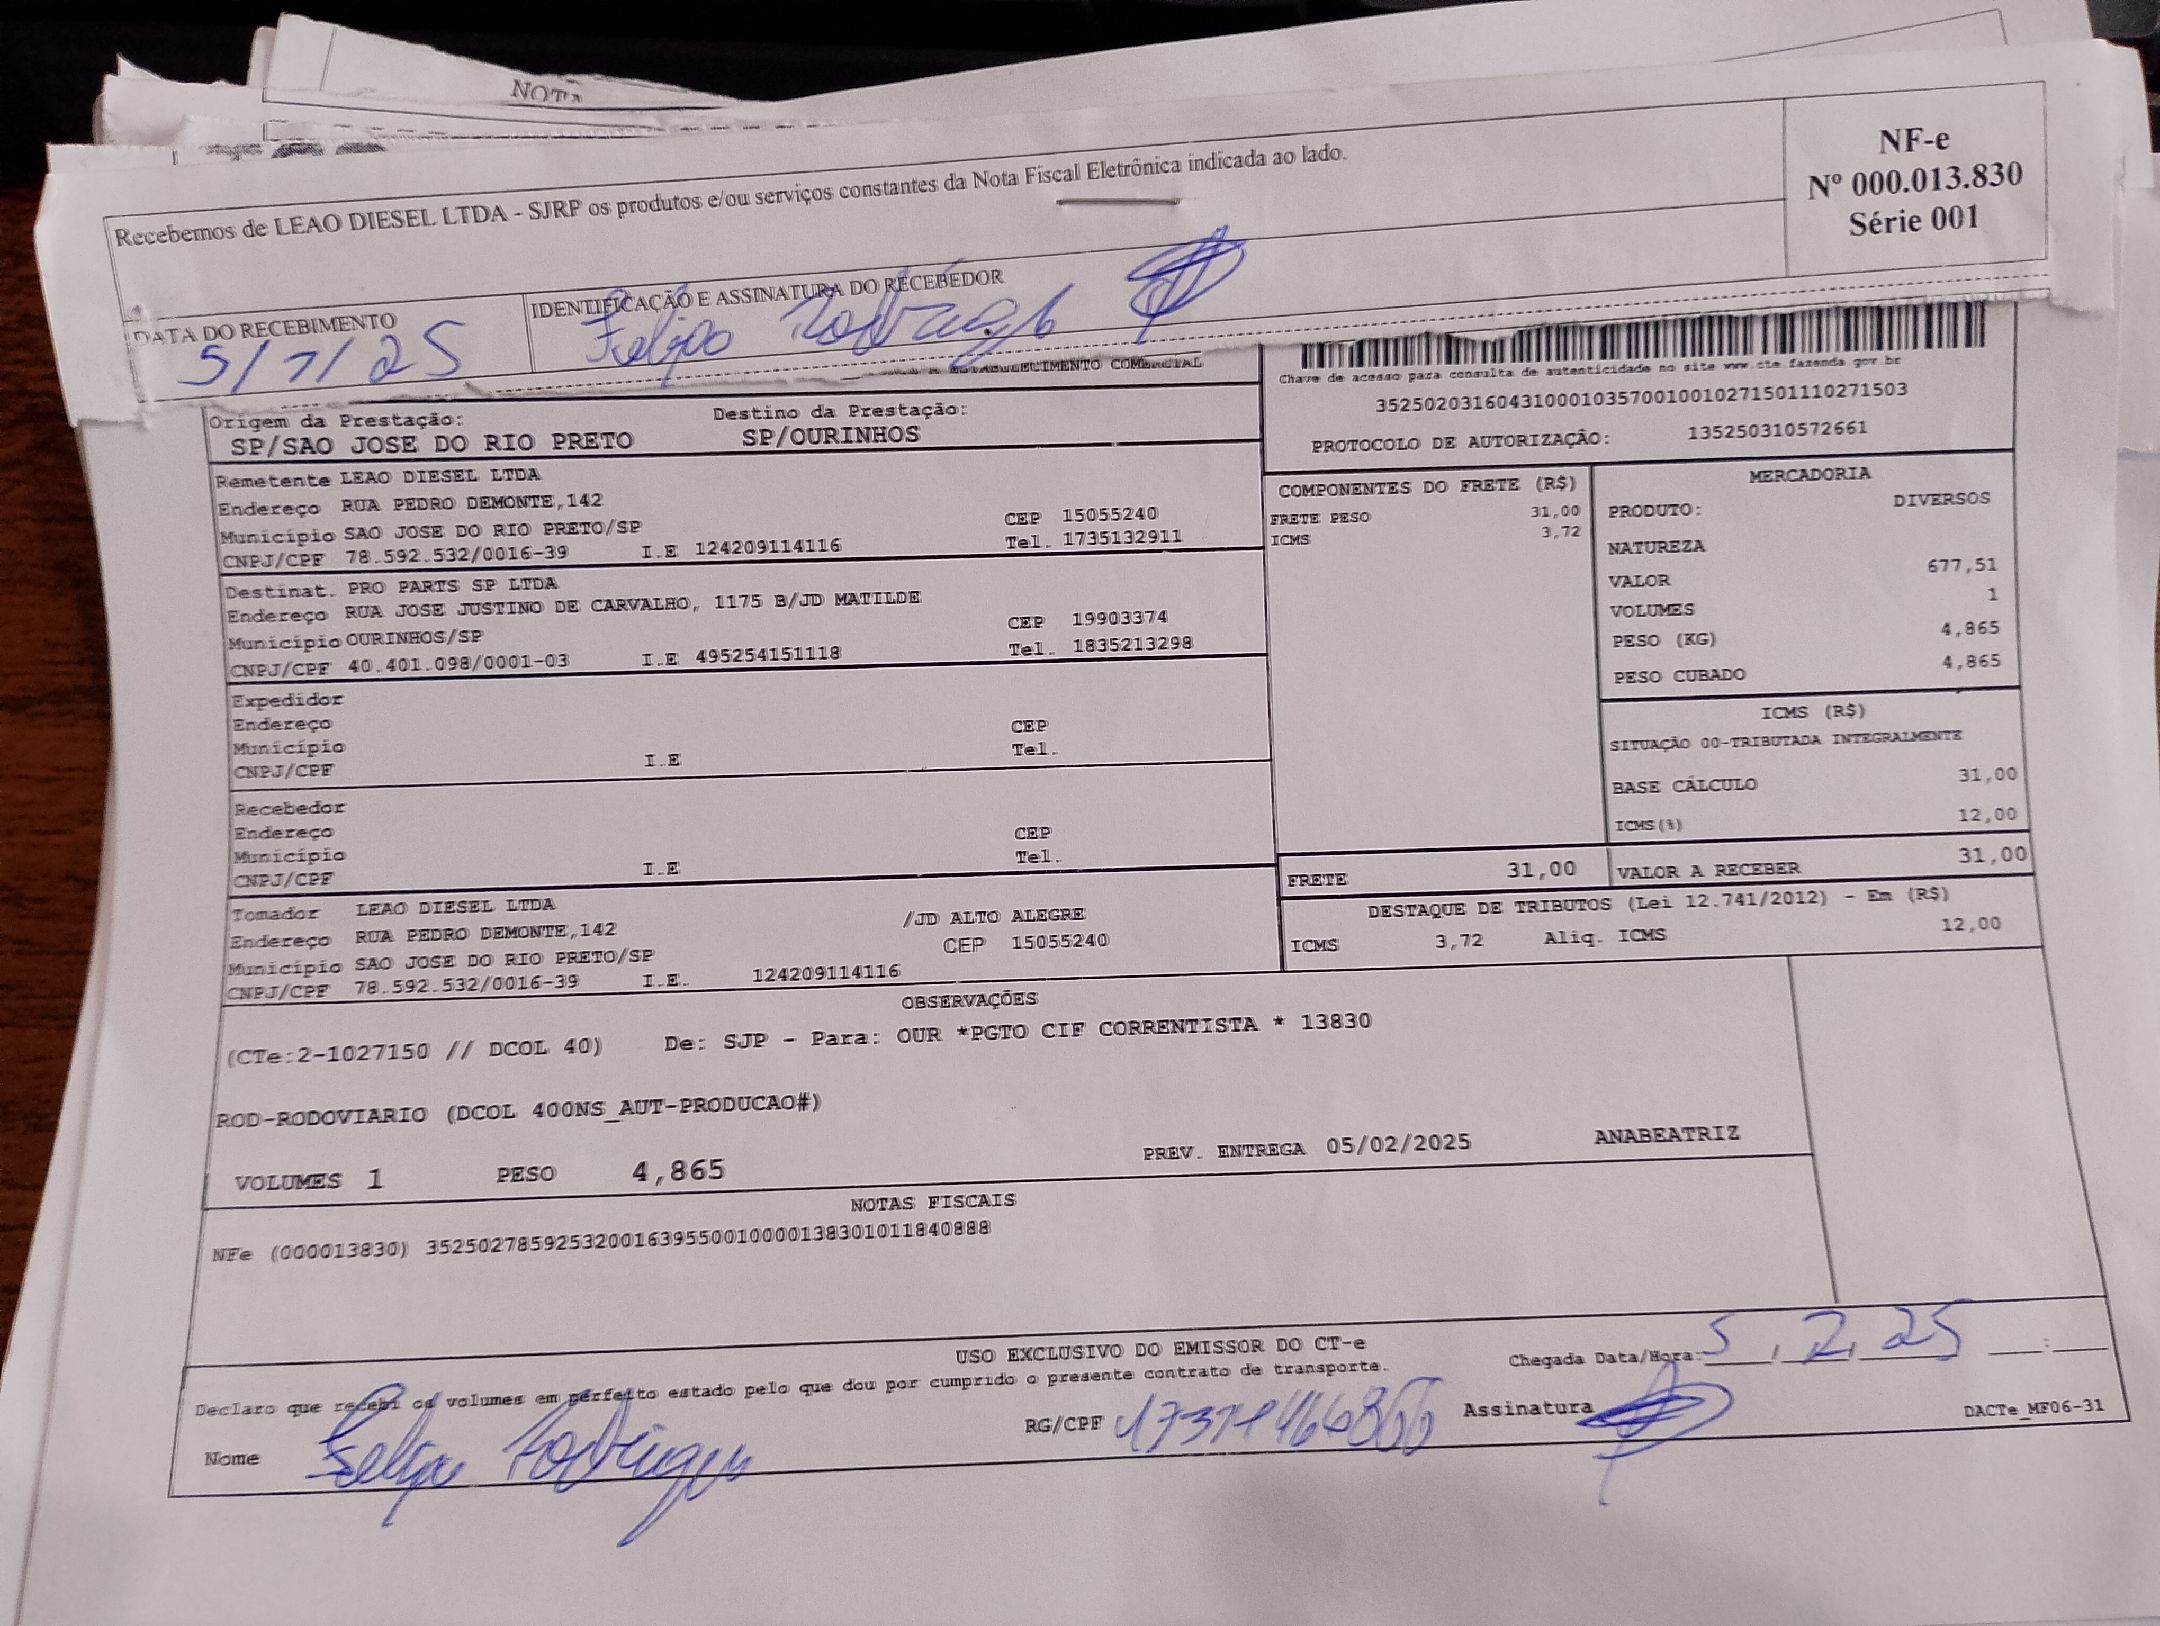 NOTA
Recebemos de LEAO DIESEL LTDA - SJRP os produtos e/ou serviços constantes da Nota Fiscal Eletrônica indicada ao lado.
NF-e
Nº 000.013.830
Série 001
DATA DO RECEBIMENTO
IDENTIFICAÇÃO E ASSINATURA DO RECEBEDOR
5/ /25
Felipe Rodrigo
ESTABELECIMENTO COMERCIAL
Chave de acesso para consulta de autenticidade no site www.cte.fazenda.gov.br
35250203160431000103570010010271501110271503
PROTOCOLO DE AUTORIZAÇÃO: 135250310572661
Origem da Prestação: Destino da Prestação:
SP/SAO JOSE DO RIO PRETO SP/OURINHOS
Remetente LEAO DIESEL LTDA
Endereço RUA PEDRO DEMONTE,142
Município SAO JOSE DO RIO PRETO/SP CEP 15055240
CNPJ/CPF 78.592.532/0016-39 I.E 124209114116 Tel. 1735132911
Destinat. PRO PARTS SP LTDA
Endereço RUA JOSE JUSTINO DE CARVALHO, 1175 B/JD MATILDE
Município OURINHOS/SP CEP 19903374
CNPJ/CPF 40.401.098/0001-03 I.E 495254151118 Tel. 1835213298
Expedidor
Endereço CEP
Município Tel.
CNPJ/CPF I.E
Recebedor
Endereço CEP
Município Tel.
CNPJ/CPF I.E
Tomador LEAO DIESEL LTDA
Endereço RUA PEDRO DEMONTE,142 /JD ALTO ALEGRE
Município SAO JOSE DO RIO PRETO/SP CEP 15055240
CNPJ/CPF 78.592.532/0016-39 I.E. 124209114116
COMPONENTES DO FRETE (R$)
FRETE PESO 31,00
ICMS 3,72
MERCADORIA
PRODUTO: DIVERSOS
NATUREZA
VALOR 677,51
VOLUMES 1
PESO (KG) 4,865
PESO CUBADO 4,865
ICMS (R$)
SITUAÇÃO 00-TRIBUTADA INTEGRALMENTE
BASE CÁLCULO 31,00
ICMS(%) 12,00
FRETE 31,00 VALOR A RECEBER 31,00
DESTAQUE DE TRIBUTOS (Lei 12.741/2012) - Em (R$)
ICMS 3,72 Aliq. ICMS 12,00
OBSERVAÇÕES
(CTe:2-1027150 // DCOL 40) De: SJP - Para: OUR *PGTO CIF CORRENTISTA * 13830
ROD-RODOVIARIO (DCOL 400NS_AUT-PRODUCAO#)
VOLUMES 1 PESO 4,865 PREV. ENTREGA 05/02/2025 ANABEATRIZ
NOTAS FISCAIS
NFe (000013830) 35250278592532001639550010000138301011840888
USO EXCLUSIVO DO EMISSOR DO CT-e
Declaro que recebi os volumes em perfeito estado pelo que dou por cumprido o presente contrato de transporte.
Chegada Data/Hora: 5 / 2 / 25 :
Nome Felipe Rodrigues RG/CPF Assinatura
DACTe_MF06-31